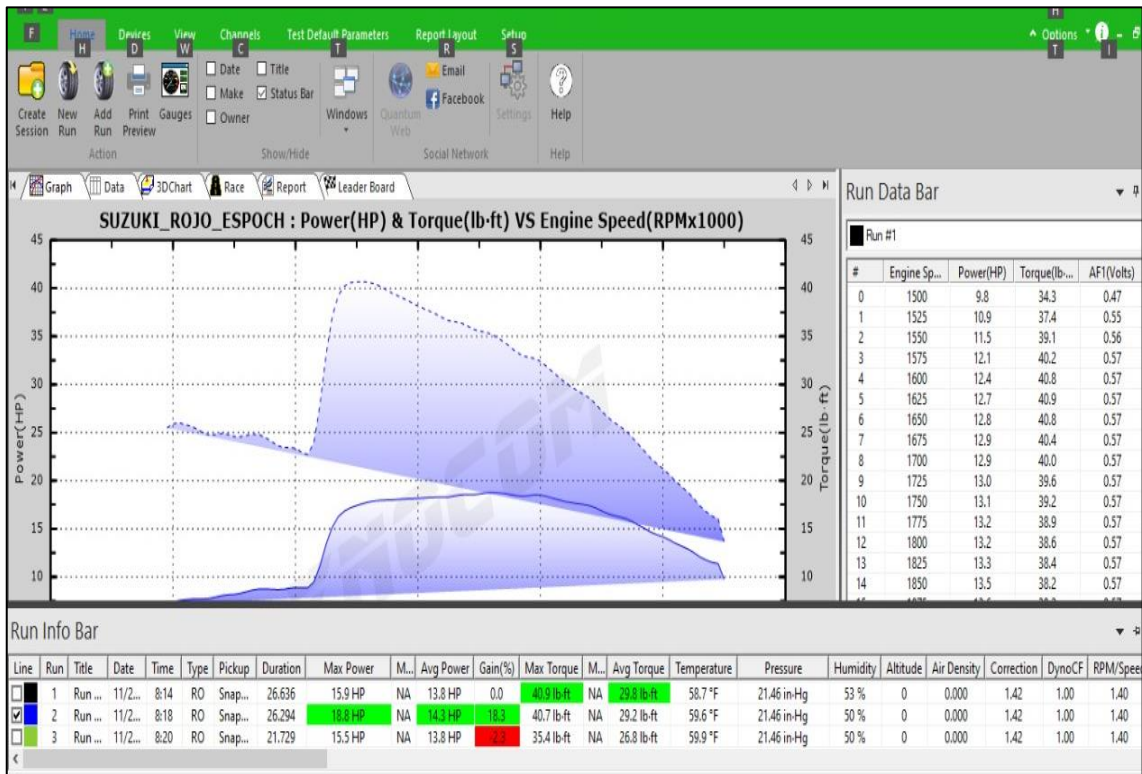 F Home Devices View Channels Test Default Parameters Report Layout Setup Options
H D W C T R S H T I
Create Session
New Run
Add Run
Print Preview
Gauges
Action
Date Title
Make Status Bar
Owner
Windows
Show/Hide
Quantum Web
Email
Facebook
Social Network
Settings
Help
Help
Graph Data 3DChart Race Report Leader Board
SUZUKI_ROJO_ESPOCH : Power(HP) & Torque(lb·ft) VS Engine Speed(RPMx1000)
45 45
40 40
35 35
30 30
25 25
20 20
15 15
10 10
Power(HP)
Torque(lb·ft)
Run Data Bar
Run #1
# Engine Sp... Power(HP) Torque(lb-... AF1(Volts)
0 1500 9.8 34.3 0.47
1 1525 10.9 37.4 0.55
2 1550 11.5 39.1 0.56
3 1575 12.1 40.2 0.57
4 1600 12.4 40.8 0.57
5 1625 12.7 40.9 0.57
6 1650 12.8 40.8 0.57
7 1675 12.9 40.4 0.57
8 1700 12.9 40.0 0.57
9 1725 13.0 39.6 0.57
10 1750 13.1 39.2 0.57
11 1775 13.2 38.9 0.57
12 1800 13.2 38.6 0.57
13 1825 13.3 38.4 0.57
14 1850 13.5 38.2 0.57
Run Info Bar
Line Run Title Date Time Type Pickup Duration Max Power M... Avg Power Gain(%) Max Torque M... Avg Torque Temperature Pressure Humidity Altitude Air Density Correction DynoCF RPM/Speed
1 Run ... 11/2... 8:14 RO Snap... 26.636 15.9 HP NA 13.8 HP 0.0 40.9 lb·ft NA 29.8 lb·ft 58.7 °F 21.46 in-Hg 53 % 0 0.000 1.42 1.00 1.40
2 Run ... 11/2... 8:18 RO Snap... 26.294 18.8 HP NA 14.3 HP 18.3 40.7 lb·ft NA 29.2 lb·ft 59.6 °F 21.46 in-Hg 50 % 0 0.000 1.42 1.00 1.40
3 Run ... 11/2... 8:20 RO Snap... 21.729 15.5 HP NA 13.8 HP -2.3 35.4 lb·ft NA 26.8 lb·ft 59.9 °F 21.46 in-Hg 50 % 0 0.000 1.42 1.00 1.40